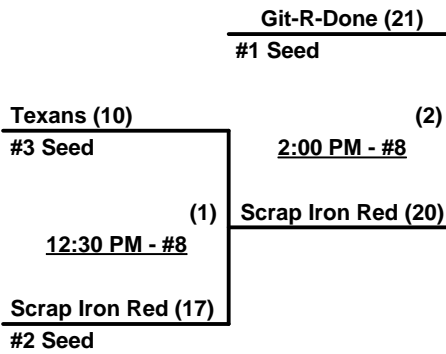 Git-R-Done (21)
#1 Seed
Texans (10)
#3 Seed
(2)
2:00 PM - #8
(1)
12:30 PM - #8
Scrap Iron Red (20)
Scrap Iron Red (17)
#2 Seed